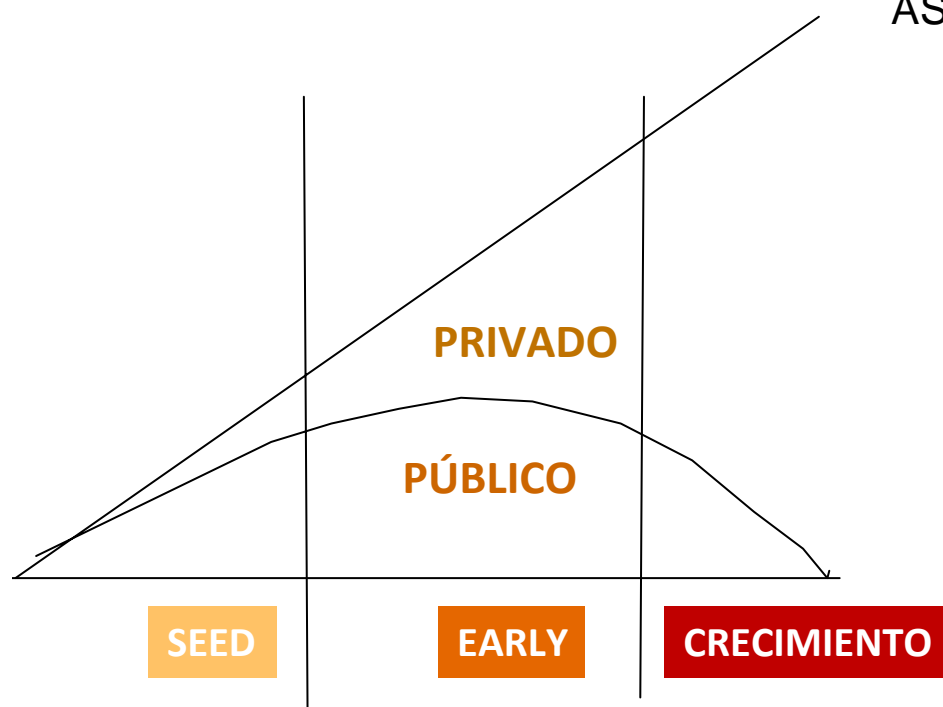 AS
PRIVADO
PÚBLICO
SEED
EARLY
CRECIMIENTO